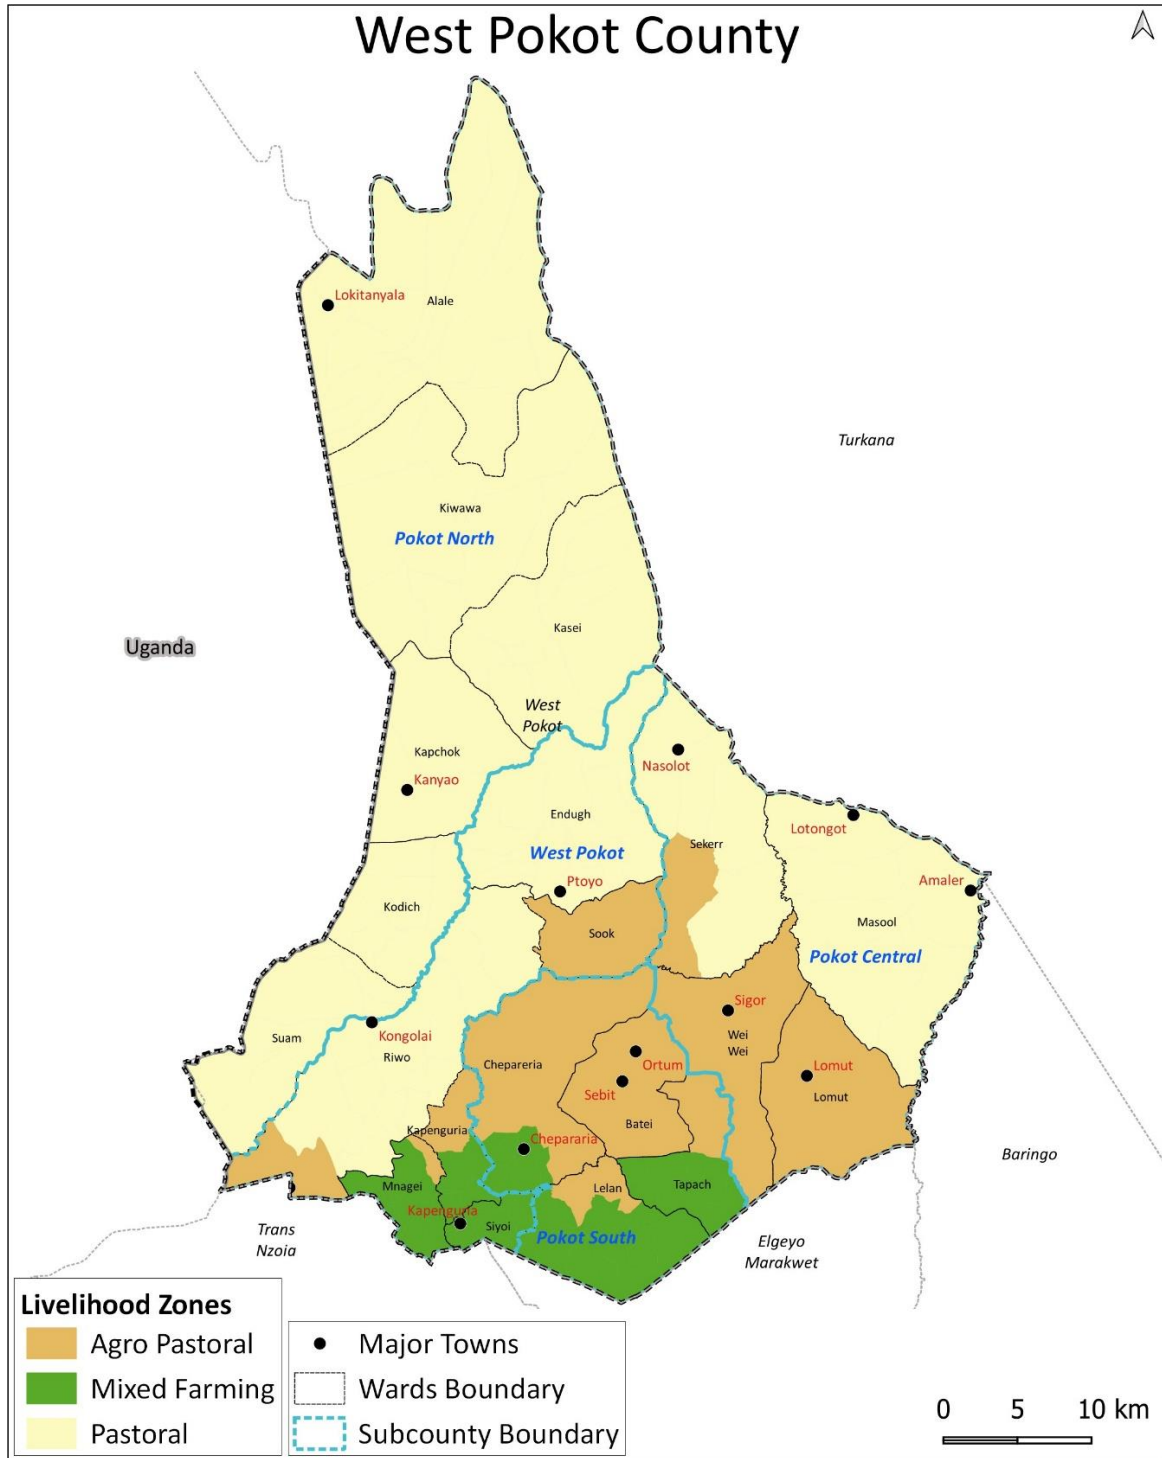 West Pokot County
Lokitanyala
Alale
Turkana
Kiwawa
Pokot North
Kasei
Uganda
West
Pokot
Kapchok
Kanyao
Nasolot
Endugh
Lotongot
West Pokot
Sekerr
Ptoyo
Amaler
Kodich
Masool
Sook
Pokot Central
Sigor
Suam
Kongolai
Riwo
Wei
Wei
Chepareria
Ortum
Lomut
Sebit
Lomut
Batei
Kapenguria
Chepararia
Baringo
Mnagei
Lelan
Tapach
Kapenguria
Siyoi
Trans
Nzoia
Pokot South
Elgeyo
Marakwet
Livelihood Zones
Agro Pastoral
Mixed Farming
Pastoral
Major Towns
Wards Boundary
Subcounty Boundary
0 5 10 km